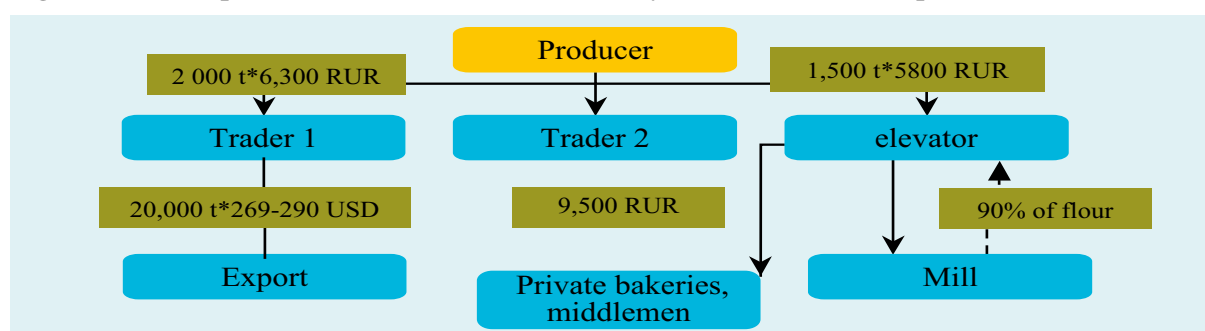 Producer
2 000 t*6,300 RUR
1,500 t*5800 RUR
Trader 1
Trader 2
elevator
20,000 t*269-290 USD
9,500 RUR
90% of flour
Export
Private bakeries,
middlemen
Mill